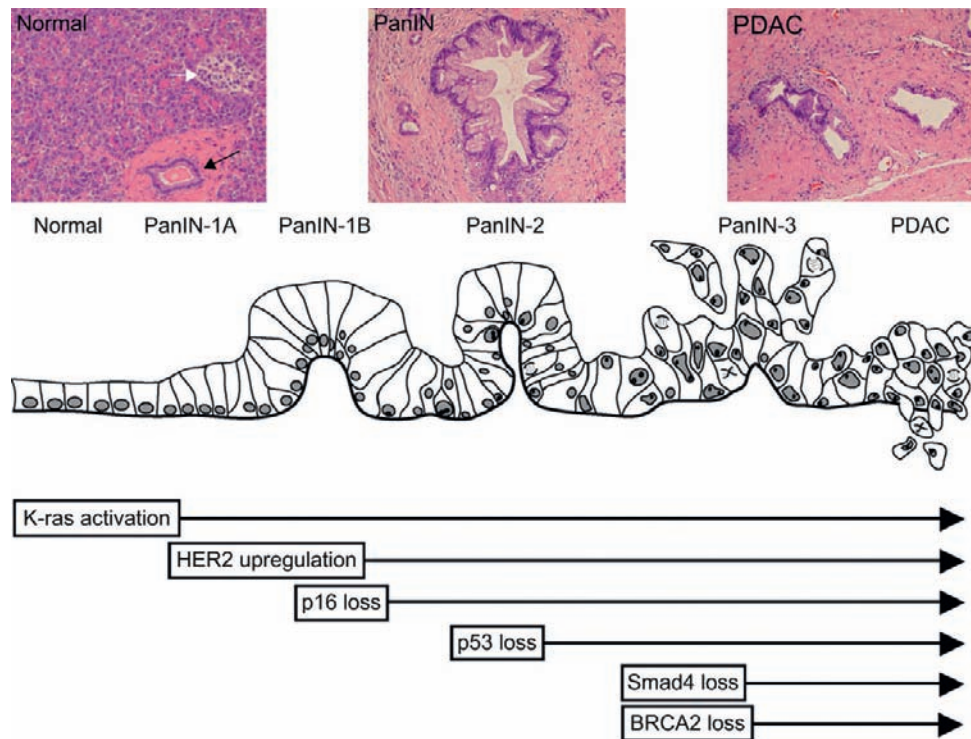 Normal PanIN PDAC
Normal PanIN-1A PanIN-1B PanIN-2 PanIN-3 PDAC
K-ras activation
HER2 upregulation
p16 loss
p53 loss
Smad4 loss
BRCA2 loss